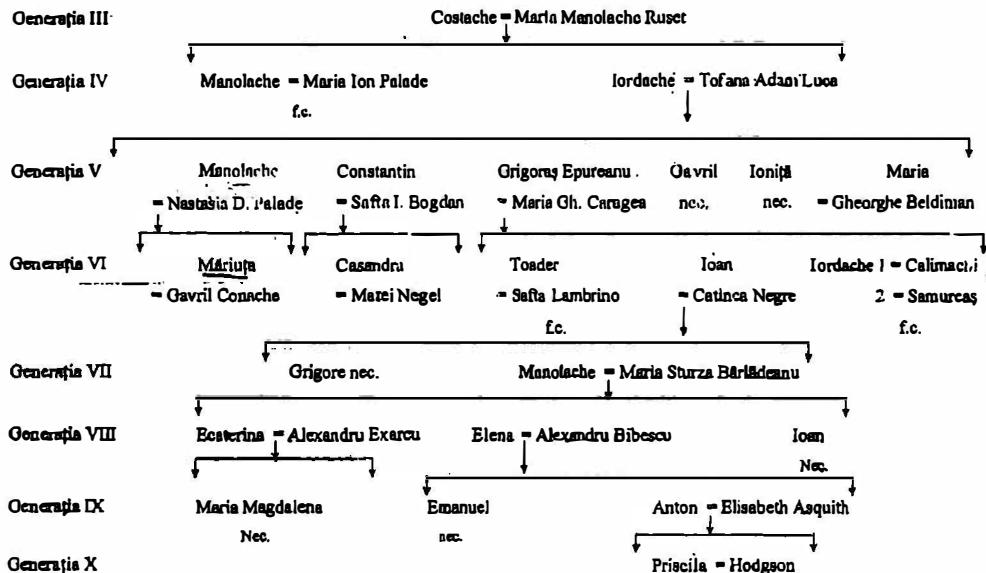 Generația III Costache = Maria Manolache Ruset
Generația IV Manolache = Maria Ion Palade Iordache = Tofana Adam Luca
f.c.
Generația V Manolache Constantin Grigoraș Epureanu Gavril Ioniță Maria
= Nastasia D. Palade = Safta I. Bogdan = Maria Gh. Caragea nec. nec. = Gheorghe Beldiman
Generația VI Măriuța Casandra Toader Ioan Iordache 1 = Calimachi
= Gavril Conache = Matei Negel = Safta Lambrino = Catinca Negre 2 = Samurcaș
f.c. f.c.
Generația VII Grigore nec. Manolache = Maria Sturza Bârlădeanu
Generația VIII Ecaterina = Alexandru Exarcu Elena = Alexandru Bibescu Ioan
Nec.
Generația IX Maria Magdalena Emanuel Anton = Elisabeth Asquith
Nec. nec.
Generația X Priscila = Hodgson